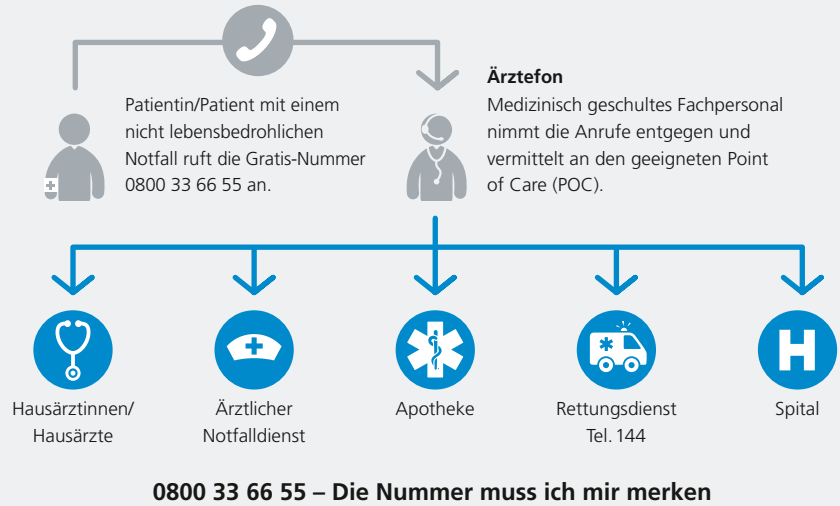 Patientin/Patient mit einem
nicht lebensbedrohlichen
Notfall ruft die Gratis-Nummer
0800 33 66 55 an.
Ärztefon
Medizinisch geschultes Fachpersonal
nimmt die Anrufe entgegen und
vermittelt an den geeigneten Point
of Care (POC).
Hausärztinnen/
Hausärzte
Ärztlicher
Notfalldienst
Apotheke
Rettungsdienst
Tel. 144
H
Spital
0800 33 66 55 – Die Nummer muss ich mir merken